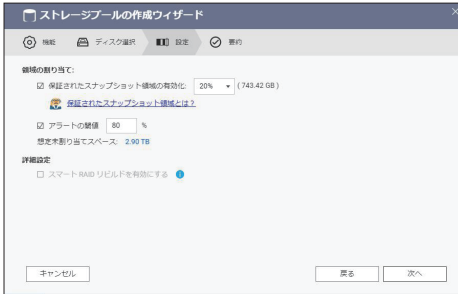 ストレージプールの作成ウィザード
機能 ディスク選択 設定 要約
領域の割り当て:
保証されたスナップショット領域の有効化: 20% (743.42 GB)
保証されたスナップショット領域とは？
アラートの閾値 80 %
想定未割り当てスペース: 2.90 TB
詳細設定
スマート RAID リビルドを有効にする
キャンセル 戻る 次へ